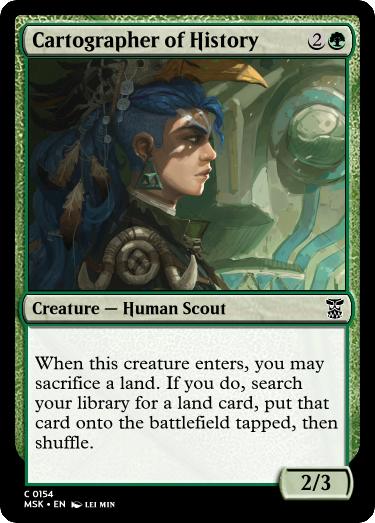 Cartographer of History 2
Creature — Human Scout
When this creature enters, you may
sacrifice a land. If you do, search
your library for a land card, put that
card onto the battlefield tapped, then
shuffle.
2/3
C 0154
MSK • EN LEI MIN